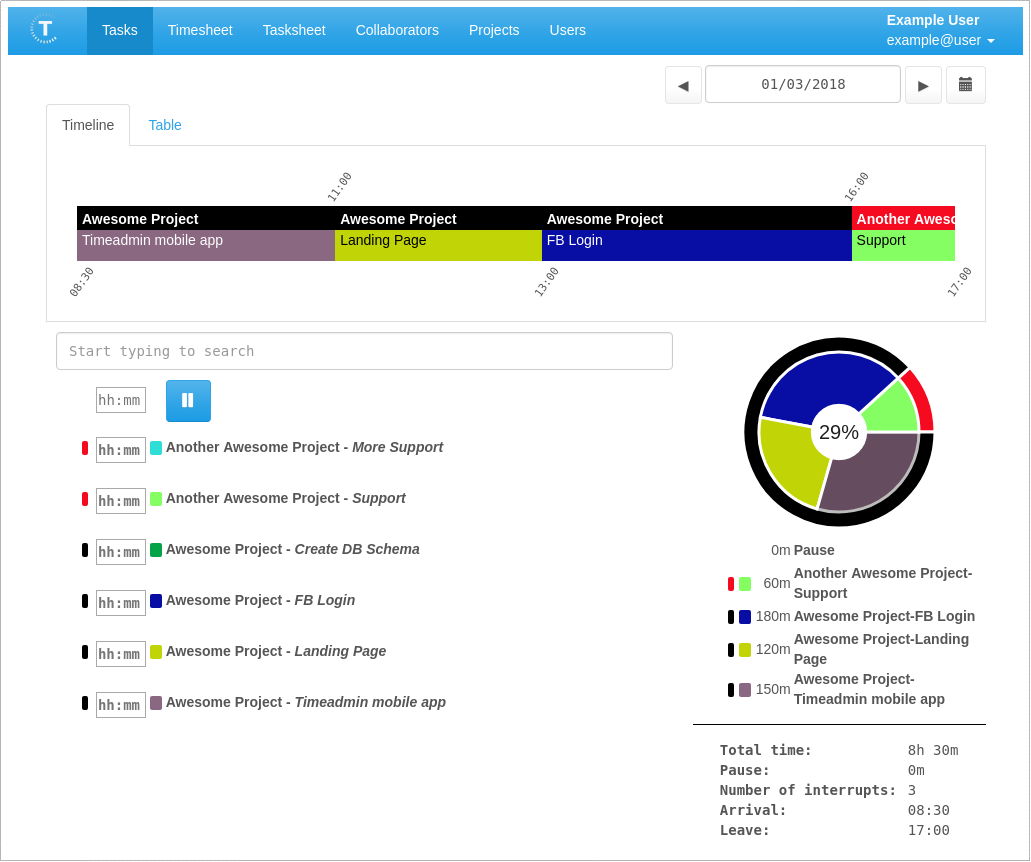 T
Tasks Timesheet Tasksheet Collaborators Projects Users
Example User
example@user
01/03/2018
Timeline Table
11:00 16:00
Awesome Project Awesome Project Awesome Project Another Aweso
Timeadmin mobile app Landing Page FB Login Support
08:30 13:00 17:00
Start typing to search
hh:mm
hh:mm Another Awesome Project - More Support
hh:mm Another Awesome Project - Support
hh:mm Awesome Project - Create DB Schema
hh:mm Awesome Project - FB Login
hh:mm Awesome Project - Landing Page
hh:mm Awesome Project - Timeadmin mobile app
29%
0m Pause
60m Another Awesome Project-
Support
180m Awesome Project-FB Login
120m Awesome Project-Landing
Page
150m Awesome Project-
Timeadmin mobile app
Total time: 8h 30m
Pause: 0m
Number of interrupts: 3
Arrival: 08:30
Leave: 17:00